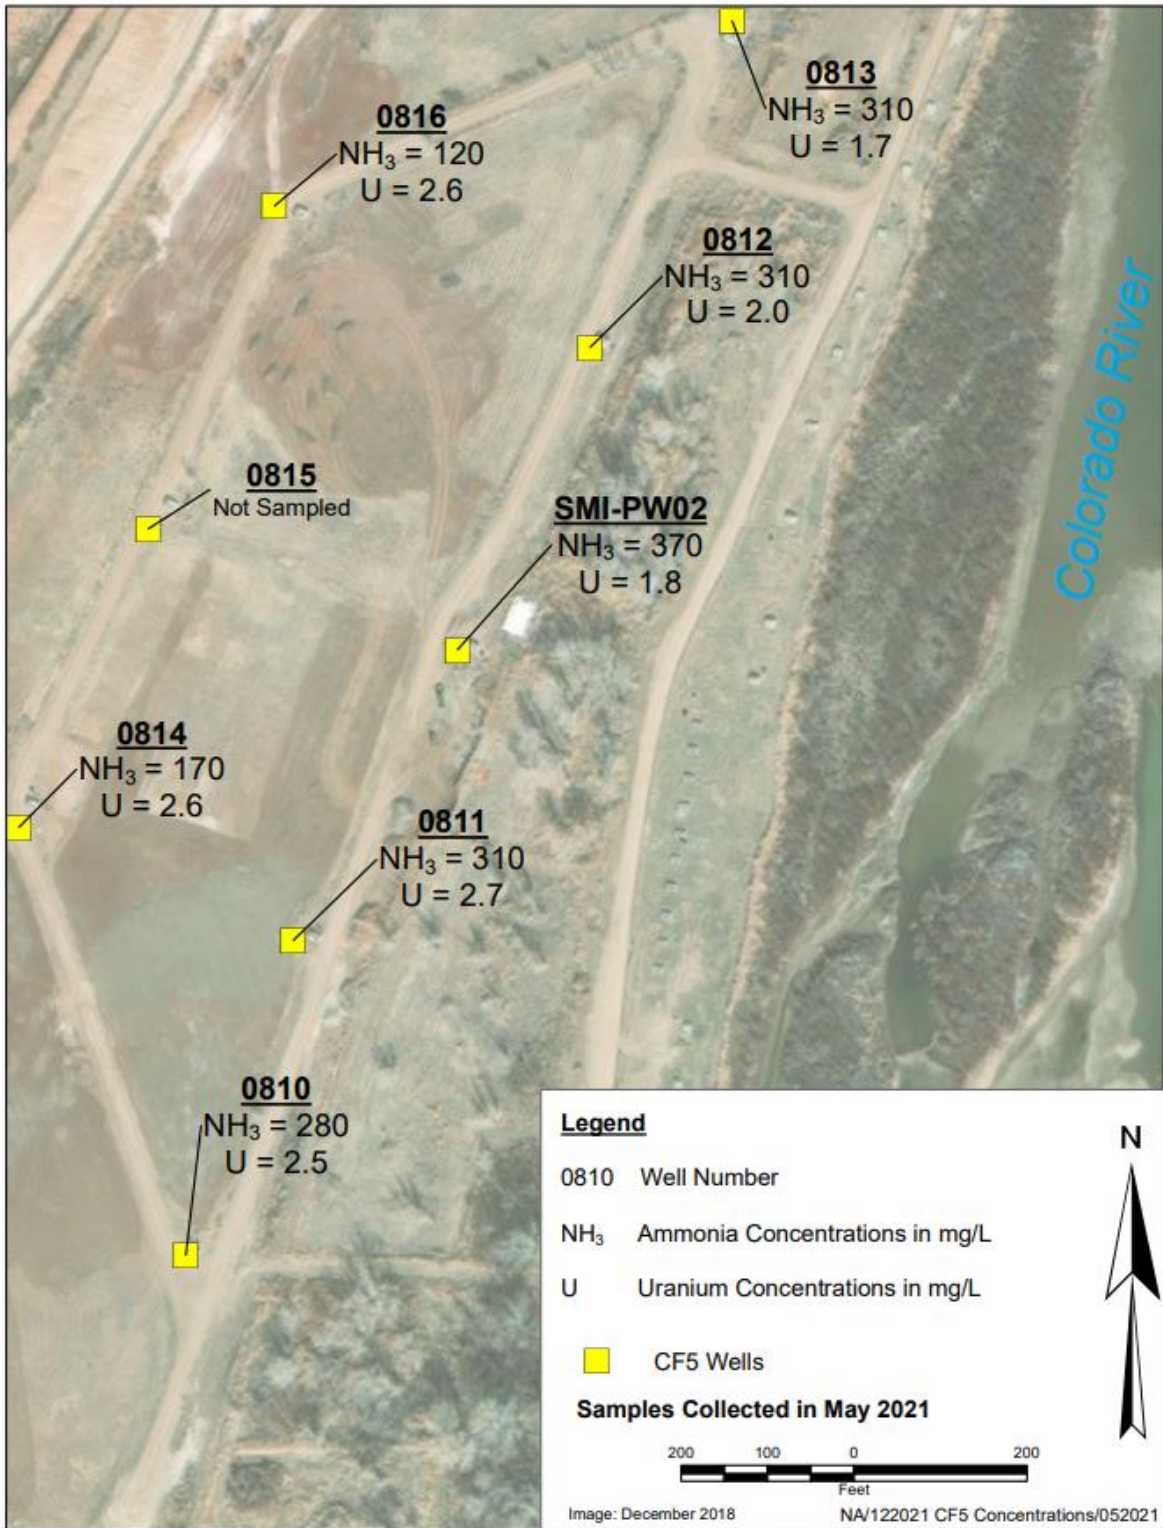 0813
NH₃ = 310
U = 1.7
0816
NH₃ = 120
U = 2.6
0812
NH₃ = 310
U = 2.0
Colorado River
0815
Not Sampled
SMI-PW02
NH₃ = 370
U = 1.8
0814
NH₃ = 170
U = 2.6
0811
NH₃ = 310
U = 2.7
0810
NH₃ = 280
U = 2.5
Legend
0810 Well Number
NH₃ Ammonia Concentrations in mg/L
U Uranium Concentrations in mg/L
CF5 Wells
Samples Collected in May 2021
N
200 100 0 200
Feet
Image: December 2018 NA/122021 CF5 Concentrations/052021